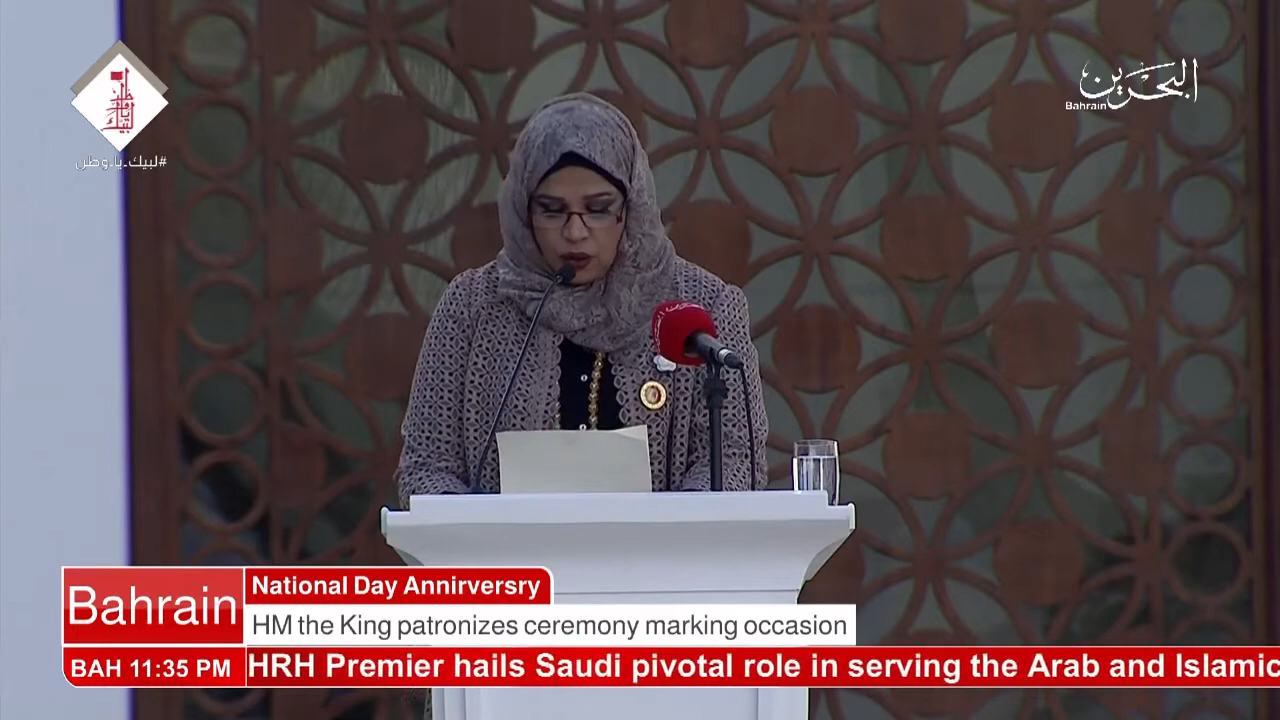 البحرين
Bahrain
#لبيك_يا_وطن
National Day Annirversry
Bahrain
HM the King patronizes ceremony marking occasion
BAH 11:35 PM
HRH Premier hails Saudi pivotal role in serving the Arab and Islamic